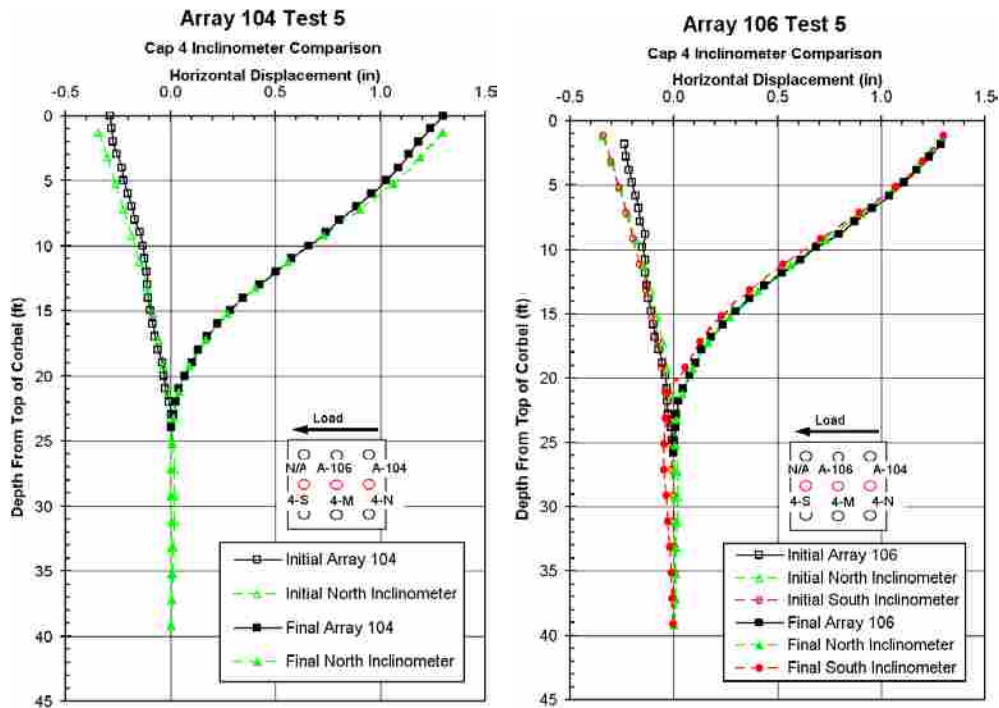 Array 104 Test 5
Cap 4 Inclinometer Comparison
Horizontal Displacement (in)
-0.5 0.0 0.5 1.0 1.5
0
5
10
15
20
25
30
35
40
45
Depth From Top of Corbel (ft)
Load
N/A A-106 A-104
4-S 4-M 4-N
Initial Array 104
Initial North Inclinometer
Final Array 104
Final North Inclinometer
Array 106 Test 5
Cap 4 Inclinometer Comparison
Horizontal Displacement (in)
-0.5 0.0 0.5 1.0 1.5
0
5
10
15
20
25
30
35
40
45
Depth From Top of Corbel (ft)
Load
N/A A-106 A-104
4-S 4-M 4-N
Initial Array 106
Initial North Inclinometer
Initial South Inclinometer
Final Array 106
Final North Inclinometer
Final South Inclinometer